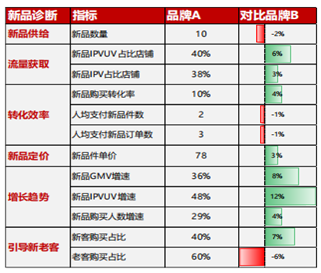 新品诊断 指标 品牌A 对比品牌B
新品供给 新品数量 10 -2%
流量获取 新品IPVUV占比店铺 40% 6%
新品IPV占比店铺 38% 3%
转化效率 新品购买转化率 10% 4%
人均支付新品件数 2 -1%
人均支付新品订单数 3 -1%
新品定价 新品件单价 78 3%
增长趋势 新品GMV增速 36% 8%
新品IPVUV增速 48% 12%
新品购买人数增速 29% 4%
引导新老客 新客购买占比 40% 7%
老客购买占比 60% -6%